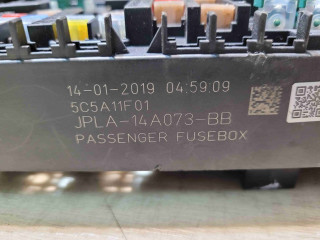 14-01-2019 04:59:09
5C5A11F01
JPLA-14A073-BB
PASSENGER FUSEBOX